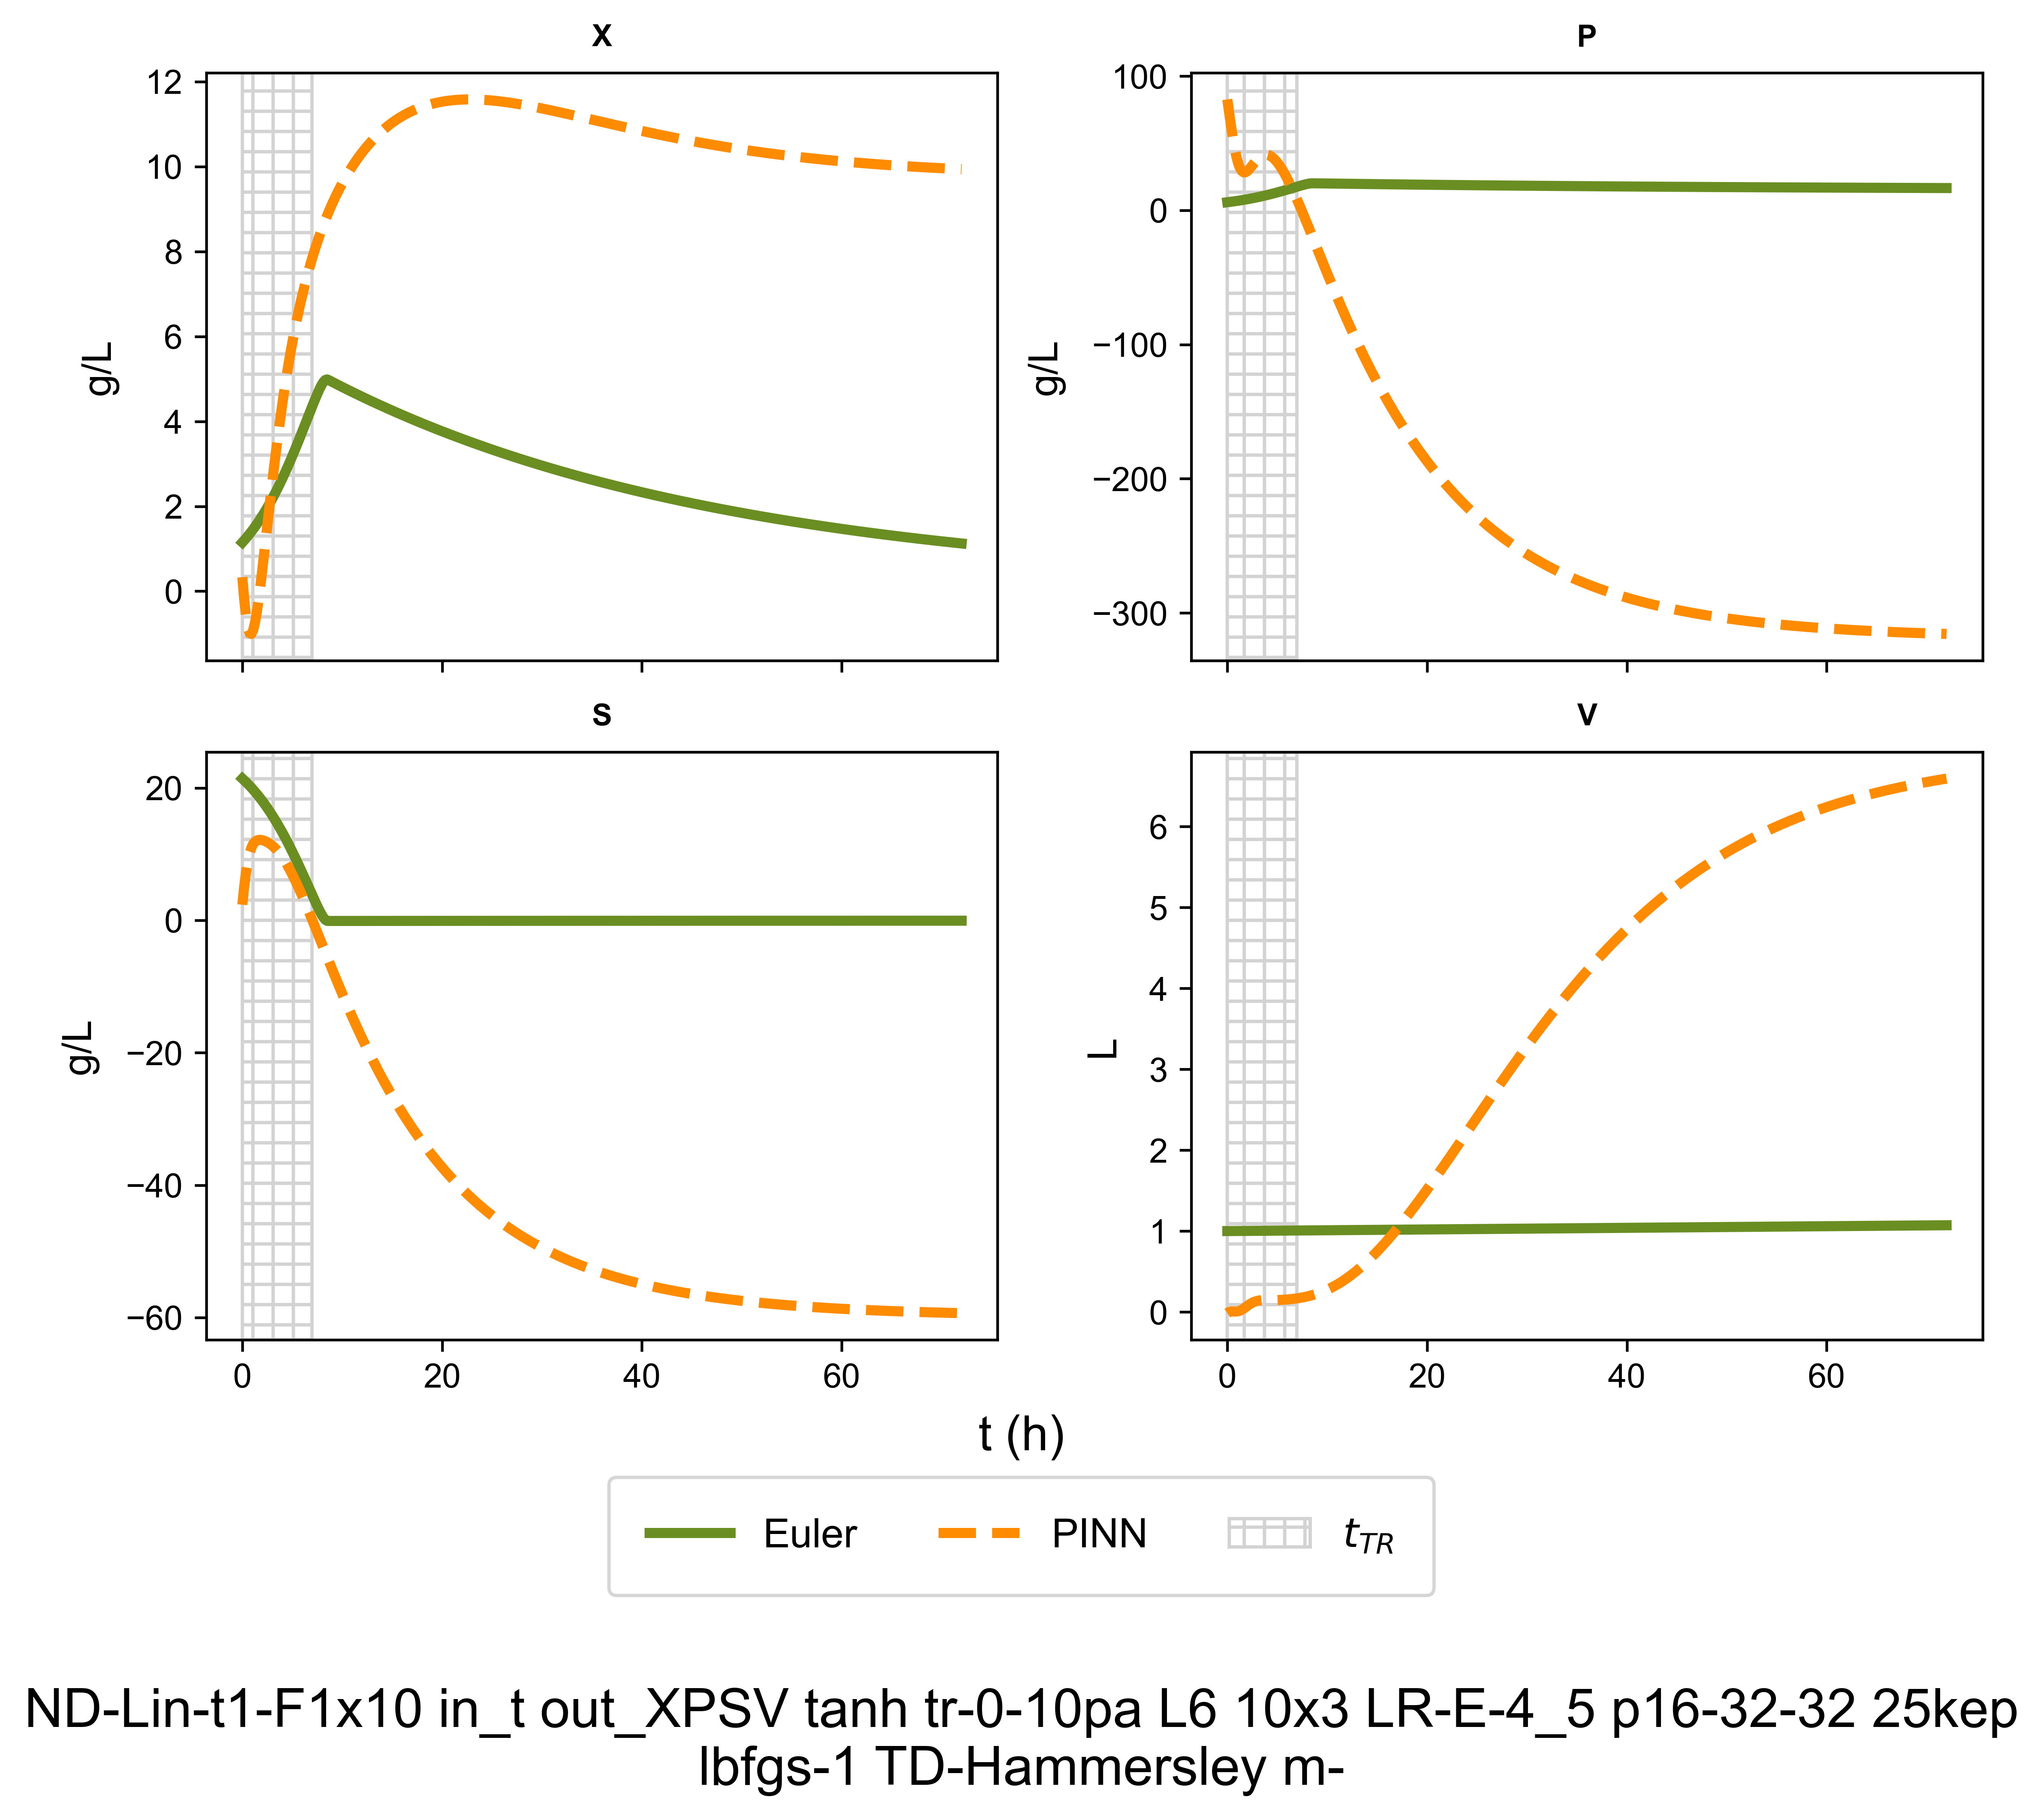 X
12
10
8
6
4
2
0
g/L
P
100
0
−100
−200
−300
g/L
S
20
0
−20
−40
−60
g/L
0
20
40
60
V
6
5
4
3
2
1
0
L
0
20
40
60
t (h)
Euler
PINN
t_TR
ND-Lin-t1-F1x10 in_t out_XPSV tanh tr-0-10pa L6 10x3 LR-E-4_5 p16-32-32 25kep
lbfgs-1 TD-Hammersley m-